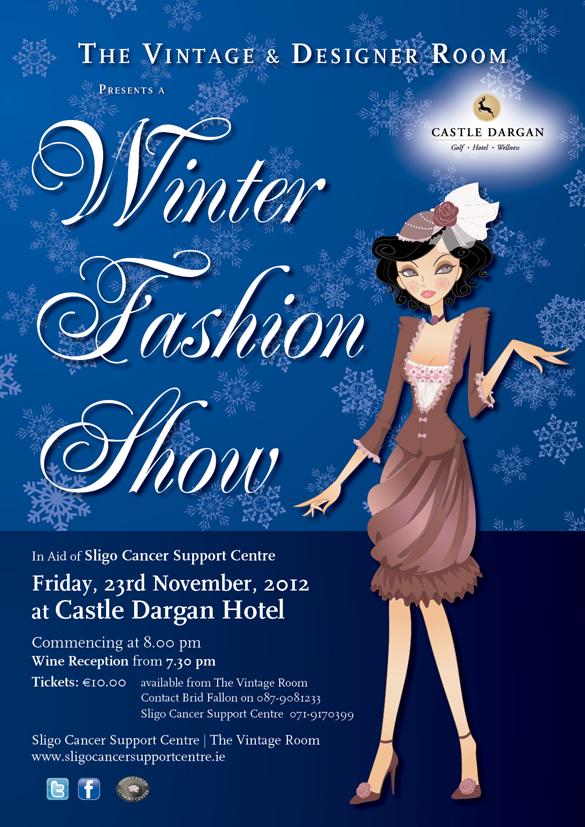 The Vintage & Designer Room
Presents a
CASTLE DARGAN
Golf • Hotel • Wellness
Winter
Fashion
Show
In Aid of Sligo Cancer Support Centre
Friday, 23rd November, 2012
at Castle Dargan Hotel
Commencing at 8.00 pm
Wine Reception from 7.30 pm
Tickets: €10.00 available from The Vintage Room
Contact Brid Fallon on 087-9081233
Sligo Cancer Support Centre 071-9170399
Sligo Cancer Support Centre | The Vintage Room
www.sligocancersupportcentre.ie